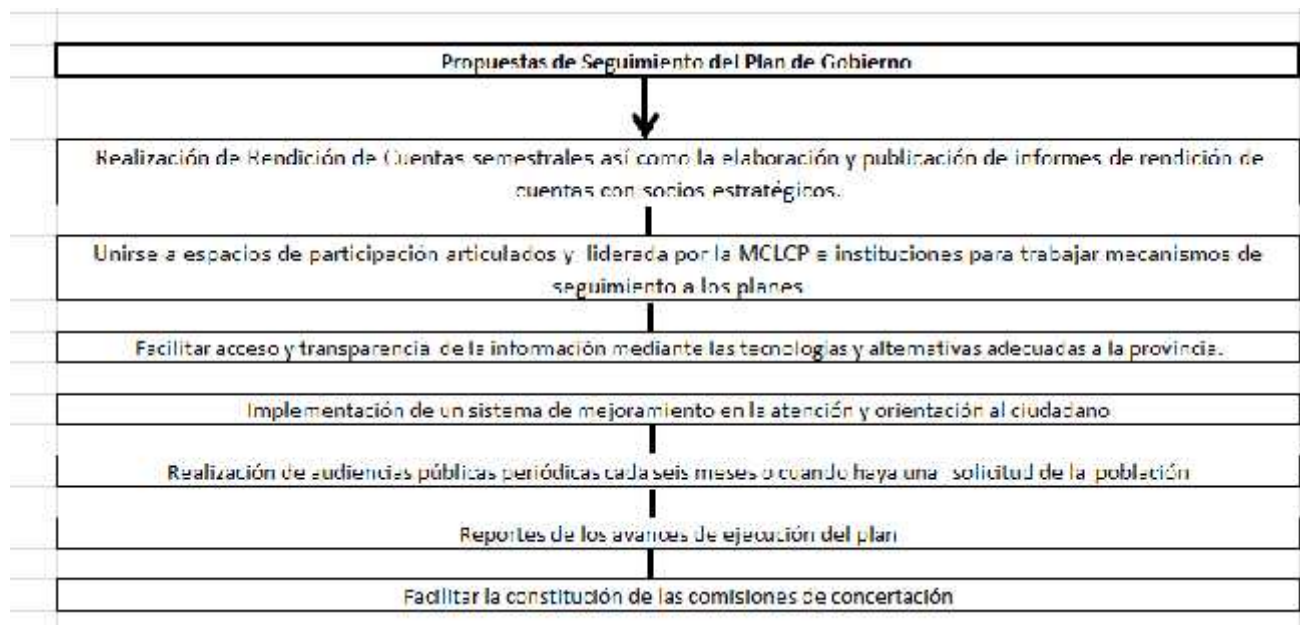 Propuestas de Seguimiento del Plan de Gobierno
Realización de Rendición de Cuentas semestrales así como la elaboración y publicación de informes de rendición de
cuentas con socios estratégicos.
Unirse a espacios de participación articulados y liderada por la MCLCP e instituciones para trabajar mecanismos de
seguimiento a los planes
Facilitar acceso y transparencia de la información mediante las tecnologías y alternativas adecuadas a la provincia.
Implementación de un sistema de mejoramiento en la atención y orientación al ciudadano
Realización de audiencias públicas periódicas cada seis meses o cuando haya una solicitud de la población
Reportes de los avances de ejecución del plan
Facilitar la constitución de las comisiones de concertación